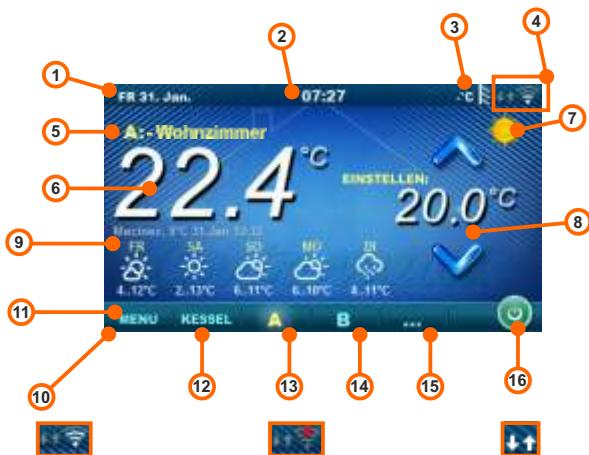 1
2
3
4
5
6
7
8
9
10
11
12
13
14
15
16
FR 31. Jan. 07:27 -°C
A:-Wohnzimmer
22.4°C
EINSTELLEN:
20.0°C
FR SA SO MO DI
4..12°C 2..13°C 6..11°C 6..10°C 4..11°C
MENU KESSEL A B ...